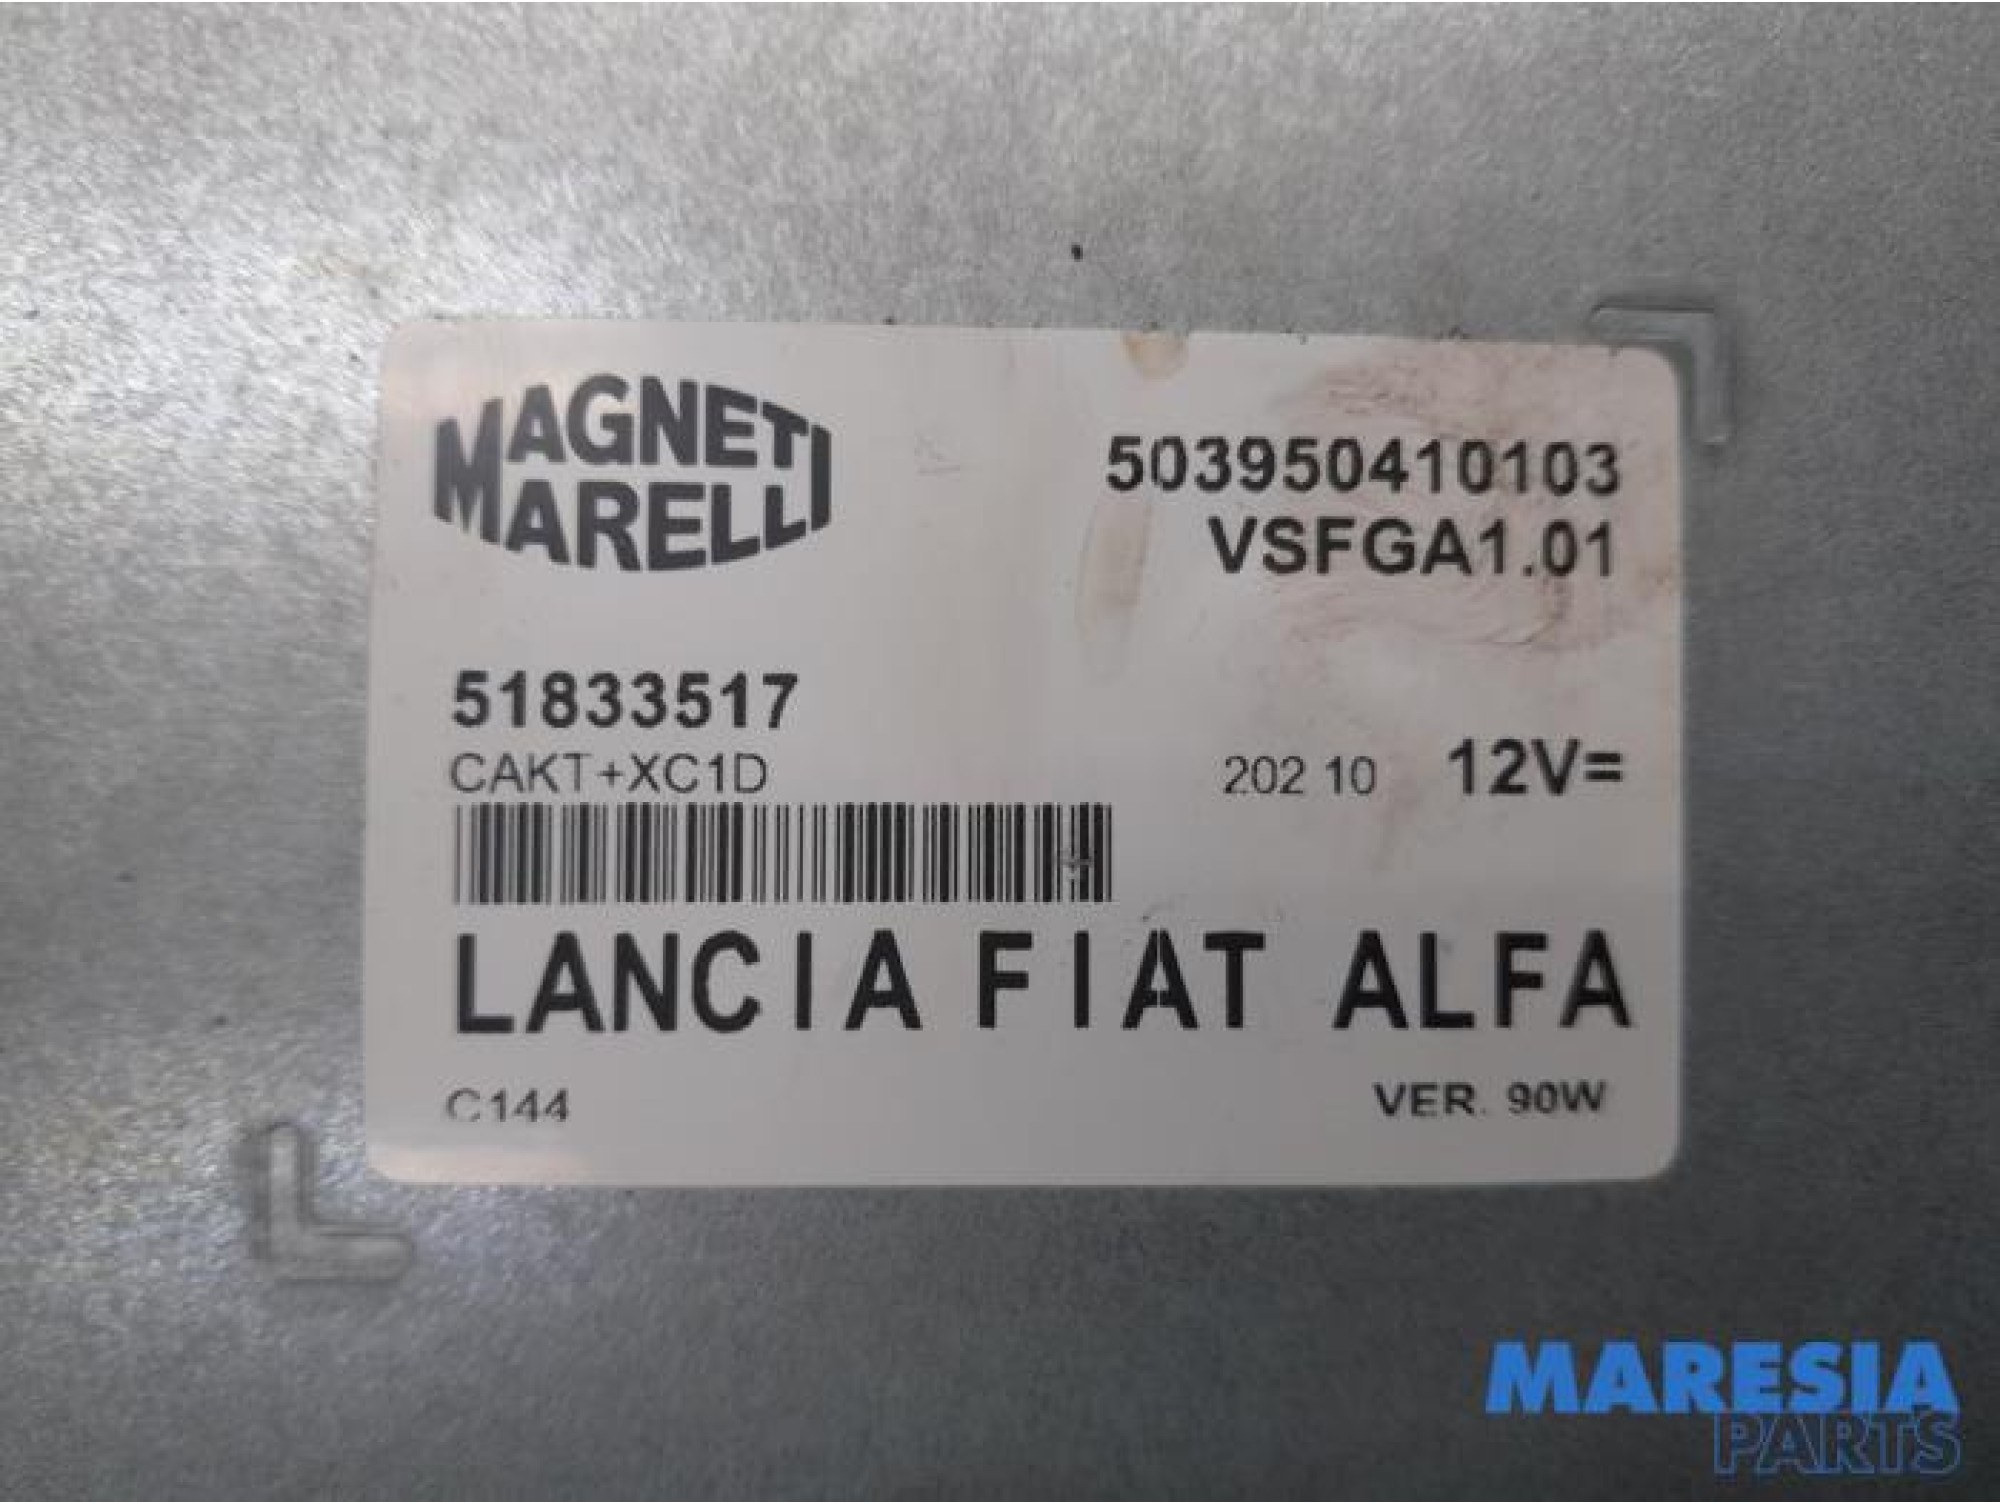 MAGNETI
MARELLI
503950410103
VSFGA1.01
51833517
CAKT+XC1D
202 10 12V=
LANCIA FIAT ALFA
C144
VER. 90W
MARESIA
PARTS